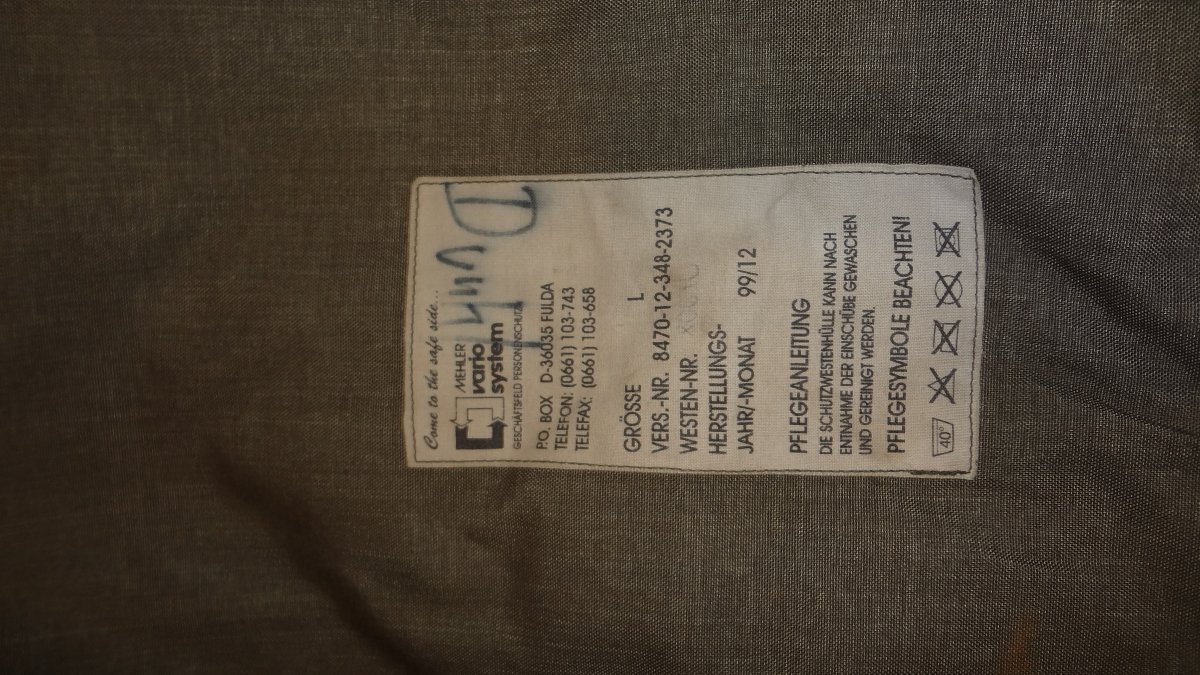 Come to the safe side...
MEHLER
vario
system
GESCHÄFTSFELD PERSONENSCHUTZ
P.O. BOX D-36035 FULDA
TELEFON: (0661) 103-743
TELEFAX: (0661) 103-658
GRÖSSE L
VERS.-NR. 8470-12-348-2373
WESTEN-NR.
HERSTELLUNGS-
JAHR/-MONAT 99/12
PFLEGEANLEITUNG
DIE SCHUTZWESTENHÜLLE KANN NACH
ENTNAHME DER EINSCHÜBE GEWASCHEN
UND GEREINIGT WERDEN.
PFLEGESYMBOLE BEACHTEN!
40°